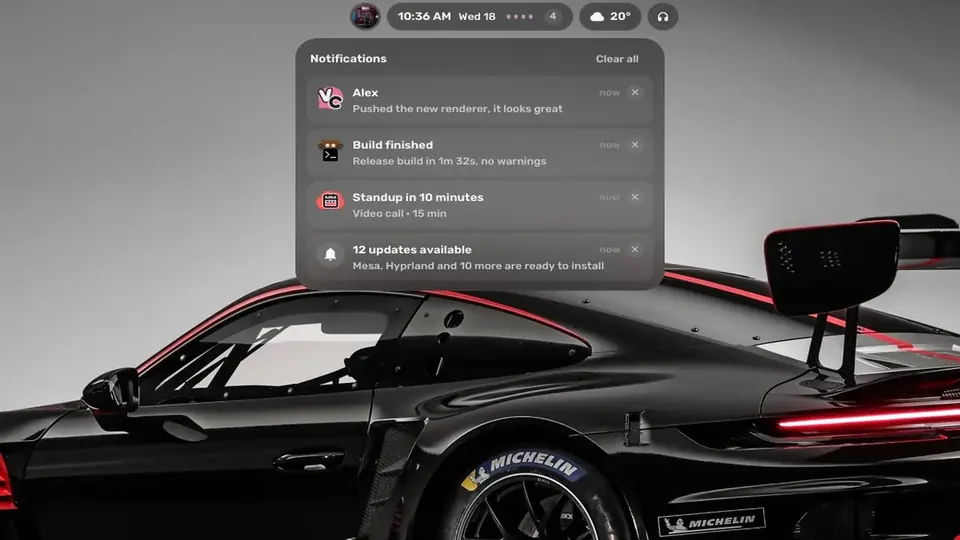 10:36 AM Wed 18 4 20°
Notifications Clear all
VC
Alex now
Pushed the new renderer, it looks great
Build finished now
Release build in 1m 32s, no warnings
Standup in 10 minutes now
Video call • 15 min
12 updates available now
Mesa, Hyprland and 10 more are ready to install
MICHELIN
MICHELIN